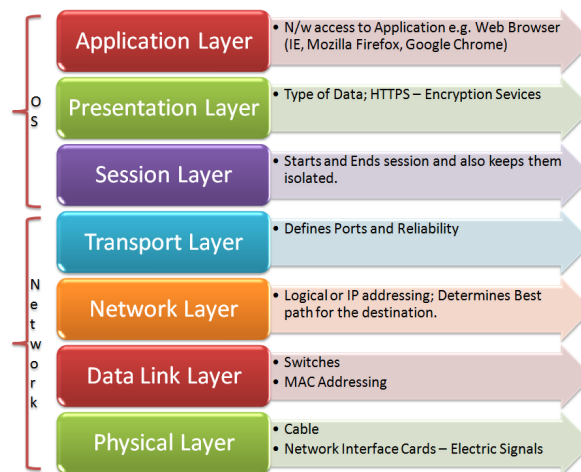 Application Layer
• N/w access to Application e.g. Web Browser
(IE, Mozilla Firefox, Google Chrome)
Presentation Layer
• Type of Data; HTTPS – Encryption Sevices
Session Layer
• Starts and Ends session and also keeps them
isolated.
OS
Transport Layer
• Defines Ports and Reliability
Network Layer
• Logical or IP addressing; Determines Best
path for the destination.
Data Link Layer
• Switches
• MAC Addressing
Physical Layer
• Cable
• Network Interface Cards – Electric Signals
Network